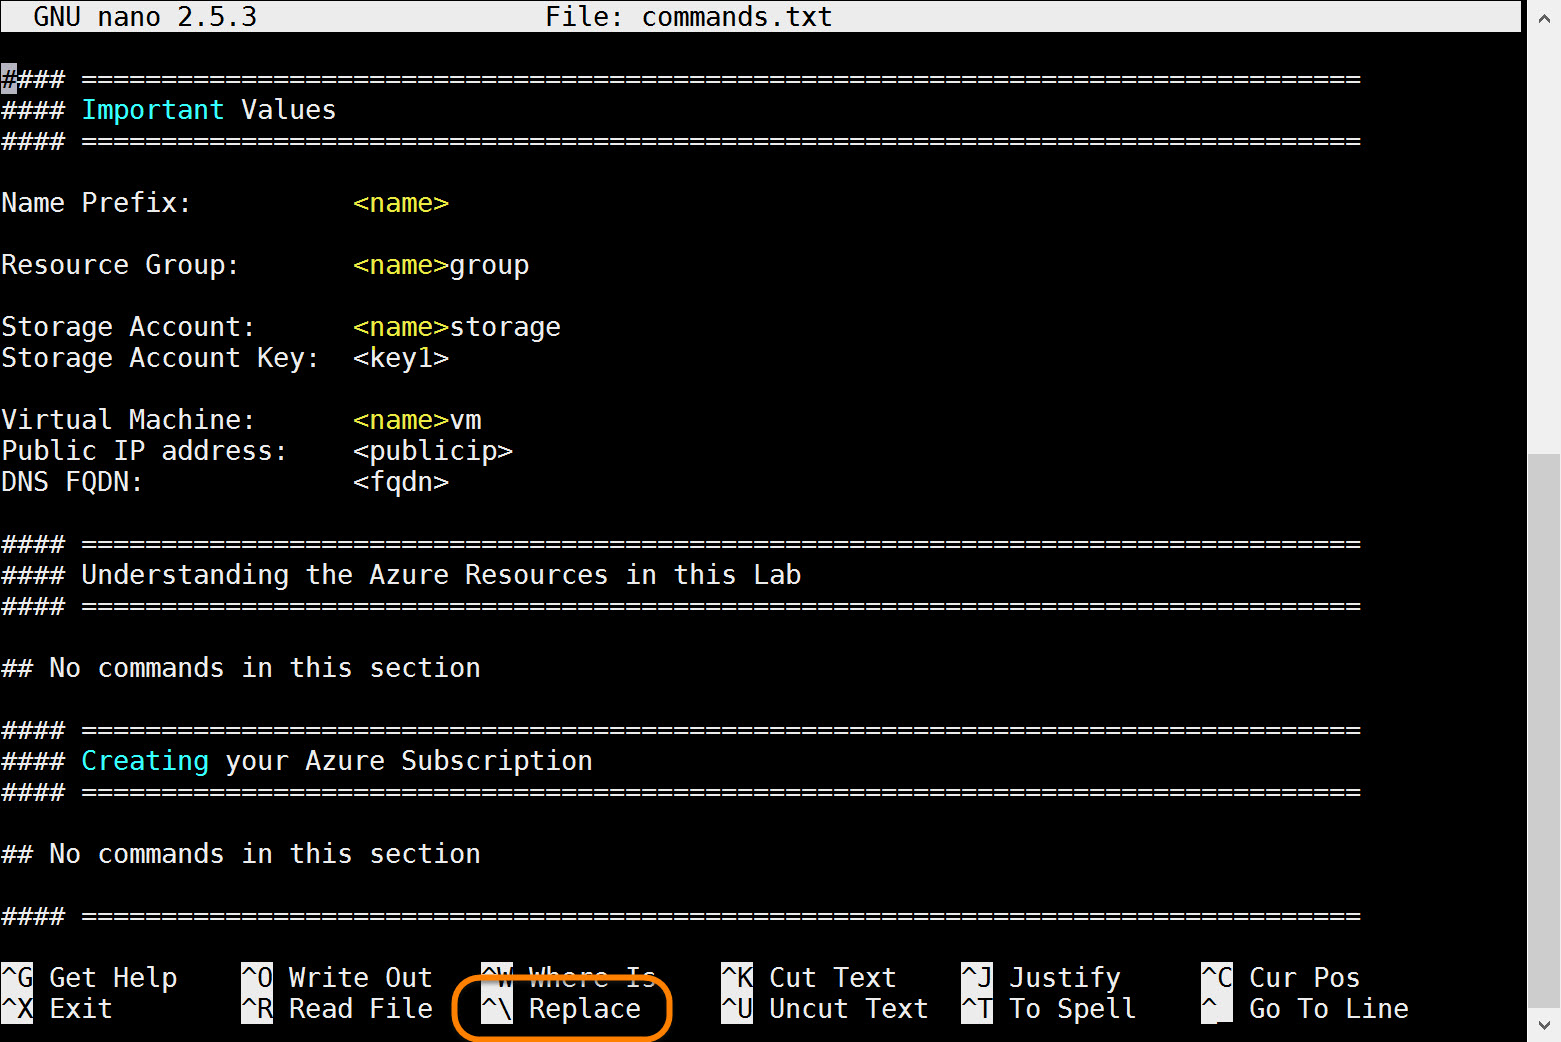 GNU nano 2.5.3 File: commands.txt
#### ================================================================================
#### Important Values
#### ================================================================================
Name Prefix: <name>
Resource Group: <name>group
Storage Account: <name>storage
Storage Account Key: <key1>
Virtual Machine: <name>vm
Public IP address: <publicip>
DNS FQDN: <fqdn>
#### ================================================================================
#### Understanding the Azure Resources in this Lab
#### ================================================================================
## No commands in this section
#### ================================================================================
#### Creating your Azure Subscription
#### ================================================================================
## No commands in this section
#### ================================================================================
^G Get Help ^O Write Out ^W Where Is ^K Cut Text ^J Justify ^C Cur Pos
^X Exit ^R Read File ^\ Replace ^U Uncut Text ^T To Spell ^_ Go To Line